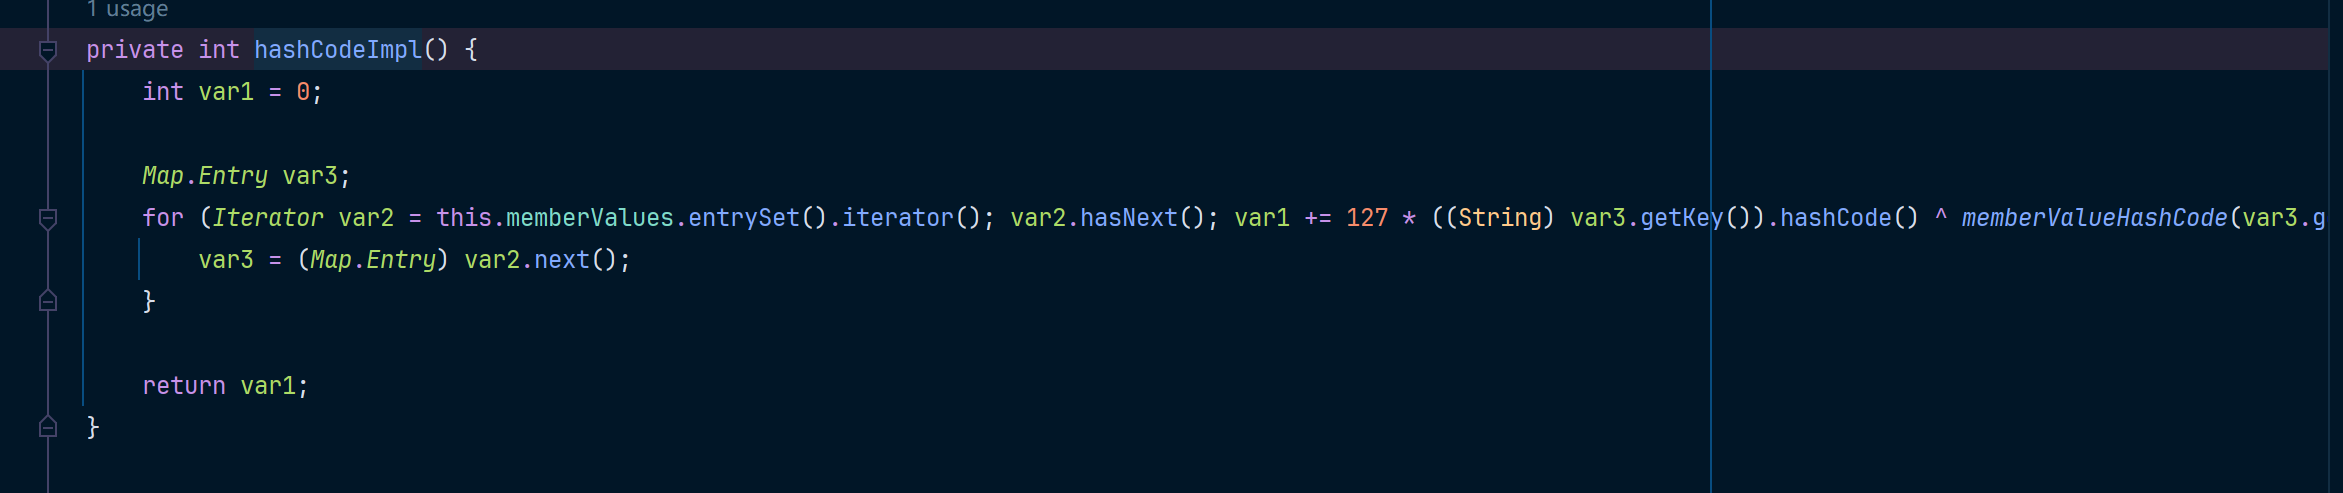 1 usage
private int hashCodeImpl() {
int var1 = 0;
Map.Entry var3;
for (Iterator var2 = this.memberValues.entrySet().iterator(); var2.hasNext(); var1 += 127 * ((String) var3.getKey()).hashCode() ^ memberValueHashCode(var3.g
var3 = (Map.Entry) var2.next();
}
return var1;
}